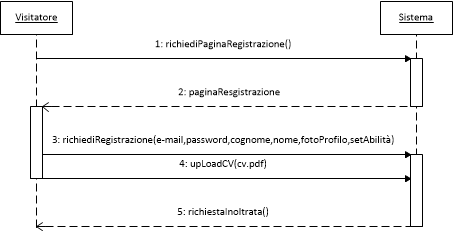 Visitatore
Sistema
1: richiediPaginaRegistrazione()
2: paginaResgistrazione
3: richiediRegistrazione(e-mail,password,cognome,nome,fotoProfilo,setAbilità)
4: upLoadCV(cv.pdf)
5: richiestaInoltrata()